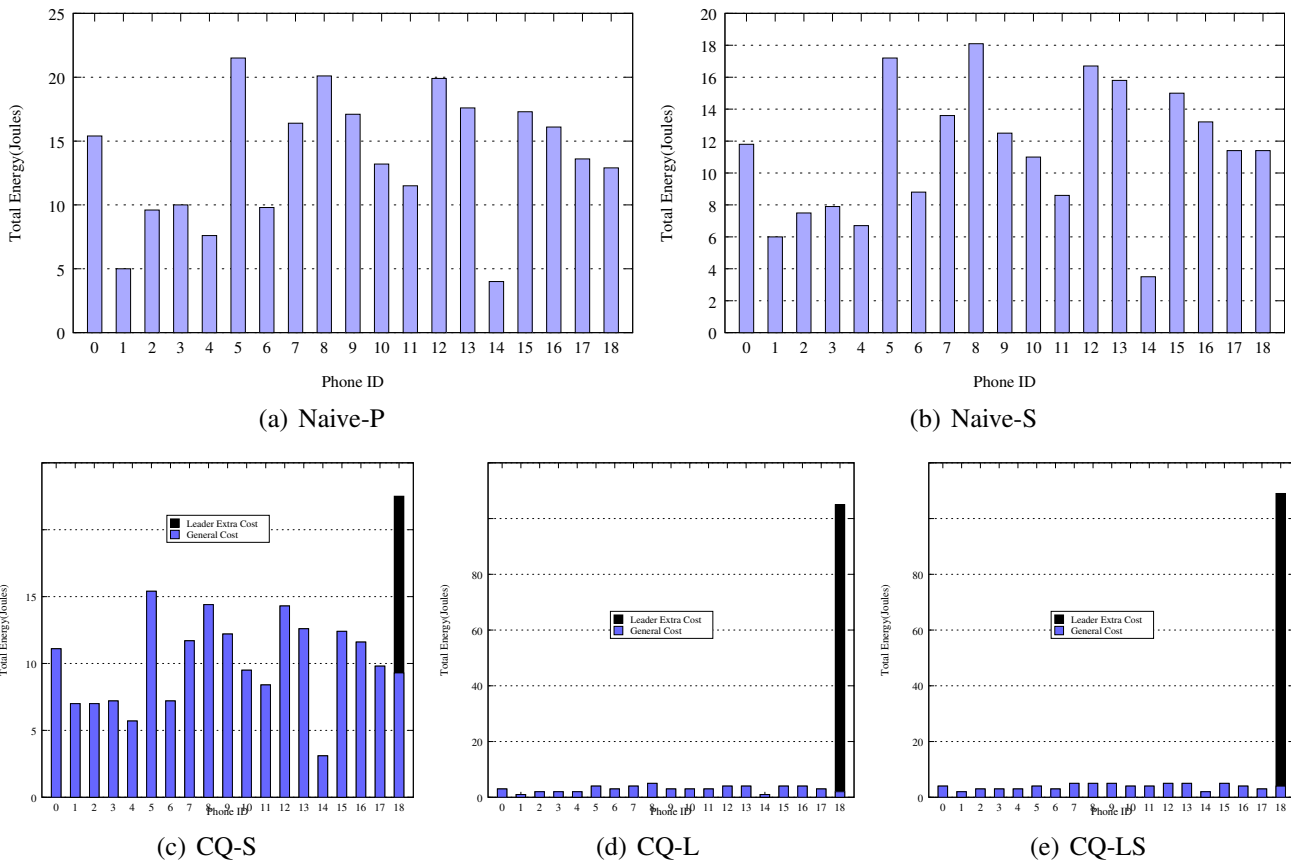 25
20
15
10
5
0
Total Energy(Joules)
0 1 2 3 4 5 6 7 8 9 10 11 12 13 14 15 16 17 18
Phone ID
(a) Naive-P
20
18
16
14
12
10
8
6
4
2
0
Total Energy(Joules)
0 1 2 3 4 5 6 7 8 9 10 11 12 13 14 15 16 17 18
Phone ID
(b) Naive-S
15
10
5
0
Total Energy(Joules)
Leader Extra Cost
General Cost
0 1 2 3 4 5 6 7 8 9 10 11 12 13 14 15 16 17 18
Phone ID
(c) CQ-S
80
60
40
20
0
Total Energy(Joules)
Leader Extra Cost
General Cost
0 1 2 3 4 5 6 7 8 9 10 11 12 13 14 15 16 17 18
Phone ID
(d) CQ-L
80
60
40
20
0
Total Energy(Joules)
Leader Extra Cost
General Cost
0 1 2 3 4 5 6 7 8 9 10 11 12 13 14 15 16 17 18
Phone ID
(e) CQ-LS